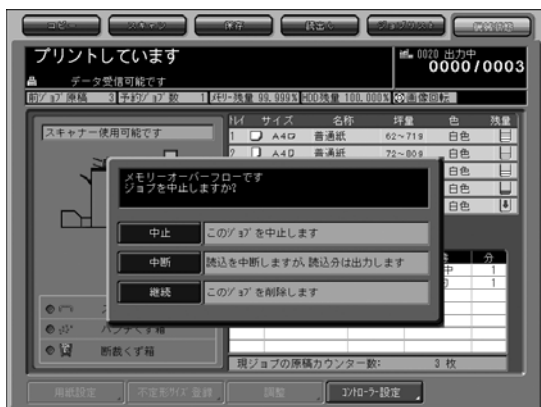 コピー スキャン 保存 読出し ジョブリスト 機械状態
プリントしています
0020 出力中
0000/0003
データ受信可能です
前ｼﾞｮﾌﾞ原稿 3 予約ｼﾞｮﾌﾞ数 1 ﾒﾓﾘｰ残量 99.999% HDD残量 100.000% 画像回転
スキャナー使用可能です
ﾄﾚｲ サイズ 名称 坪量 色 残量
1 A4 普通紙 62~71g 白色
2 A4 普通紙 72~80g 白色
白色
白色
白色
メモリーオーバーフローです
ジョブを中止しますか?
中止 このｼﾞｮﾌﾞを中止します
中断 読込を中断しますが、読込分は出力します
継続 このｼﾞｮﾌﾞを削除します
分
中 1
1
パンチくず箱
断裁くず箱
現ジョブの原稿カウンター数: 3 枚
用紙設定 不定形ｻｲｽﾞ登録 調整 ｺﾝﾄﾛｰﾗｰ設定